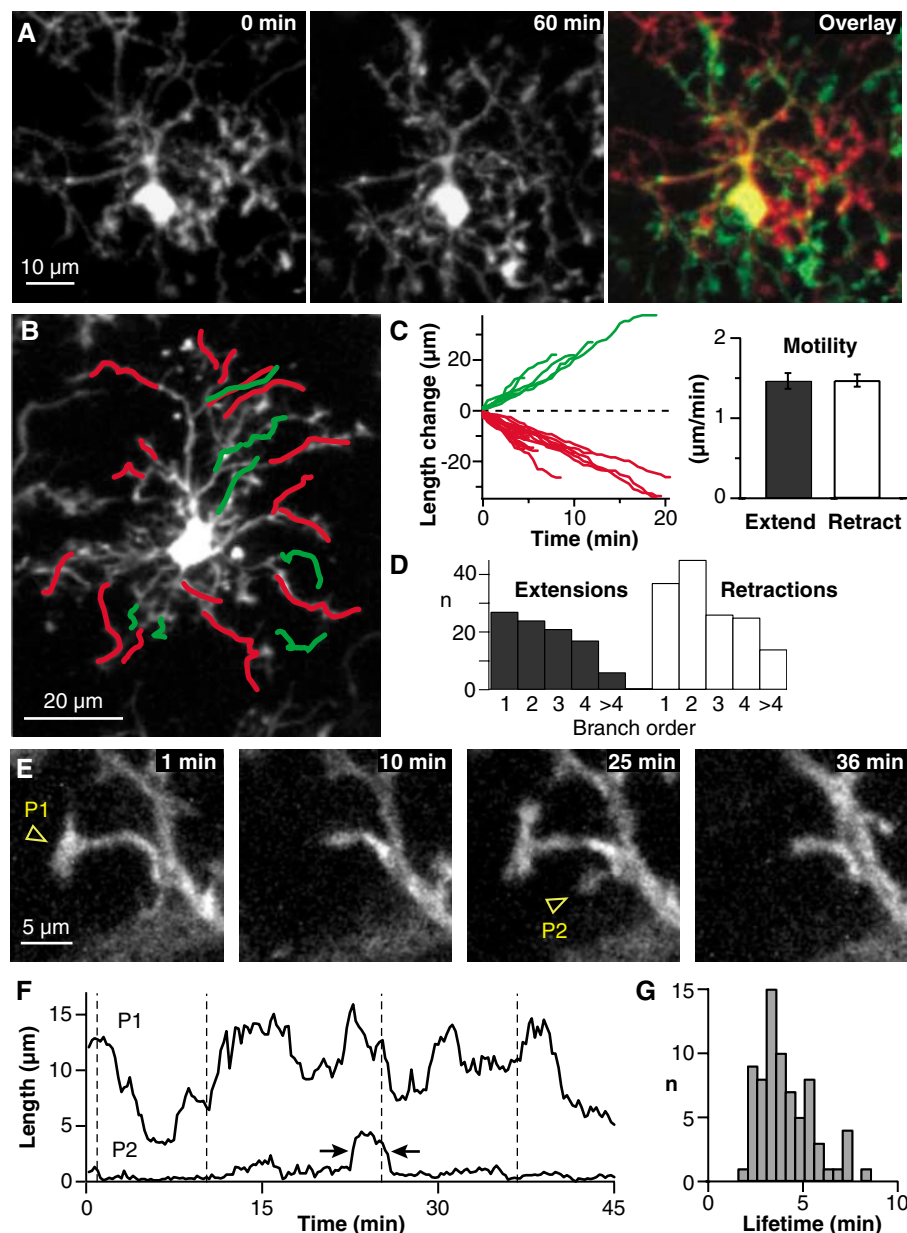 A
0 min
60 min
Overlay
10 µm
B
20 µm
C
Length change (µm)
20
0
-20
0
10
20
Time (min)
Motility
(µm/min)
2
1
0
Extend
Retract
D
n
40
20
0
Extensions
Retractions
1 2 3 4 >4
1 2 3 4 >4
Branch order
E
1 min
10 min
25 min
36 min
P1
P2
5 µm
F
Length (µm)
15
10
5
0
P1
P2
0
15
30
45
Time (min)
G
n
15
10
5
0
0
5
10
Lifetime (min)